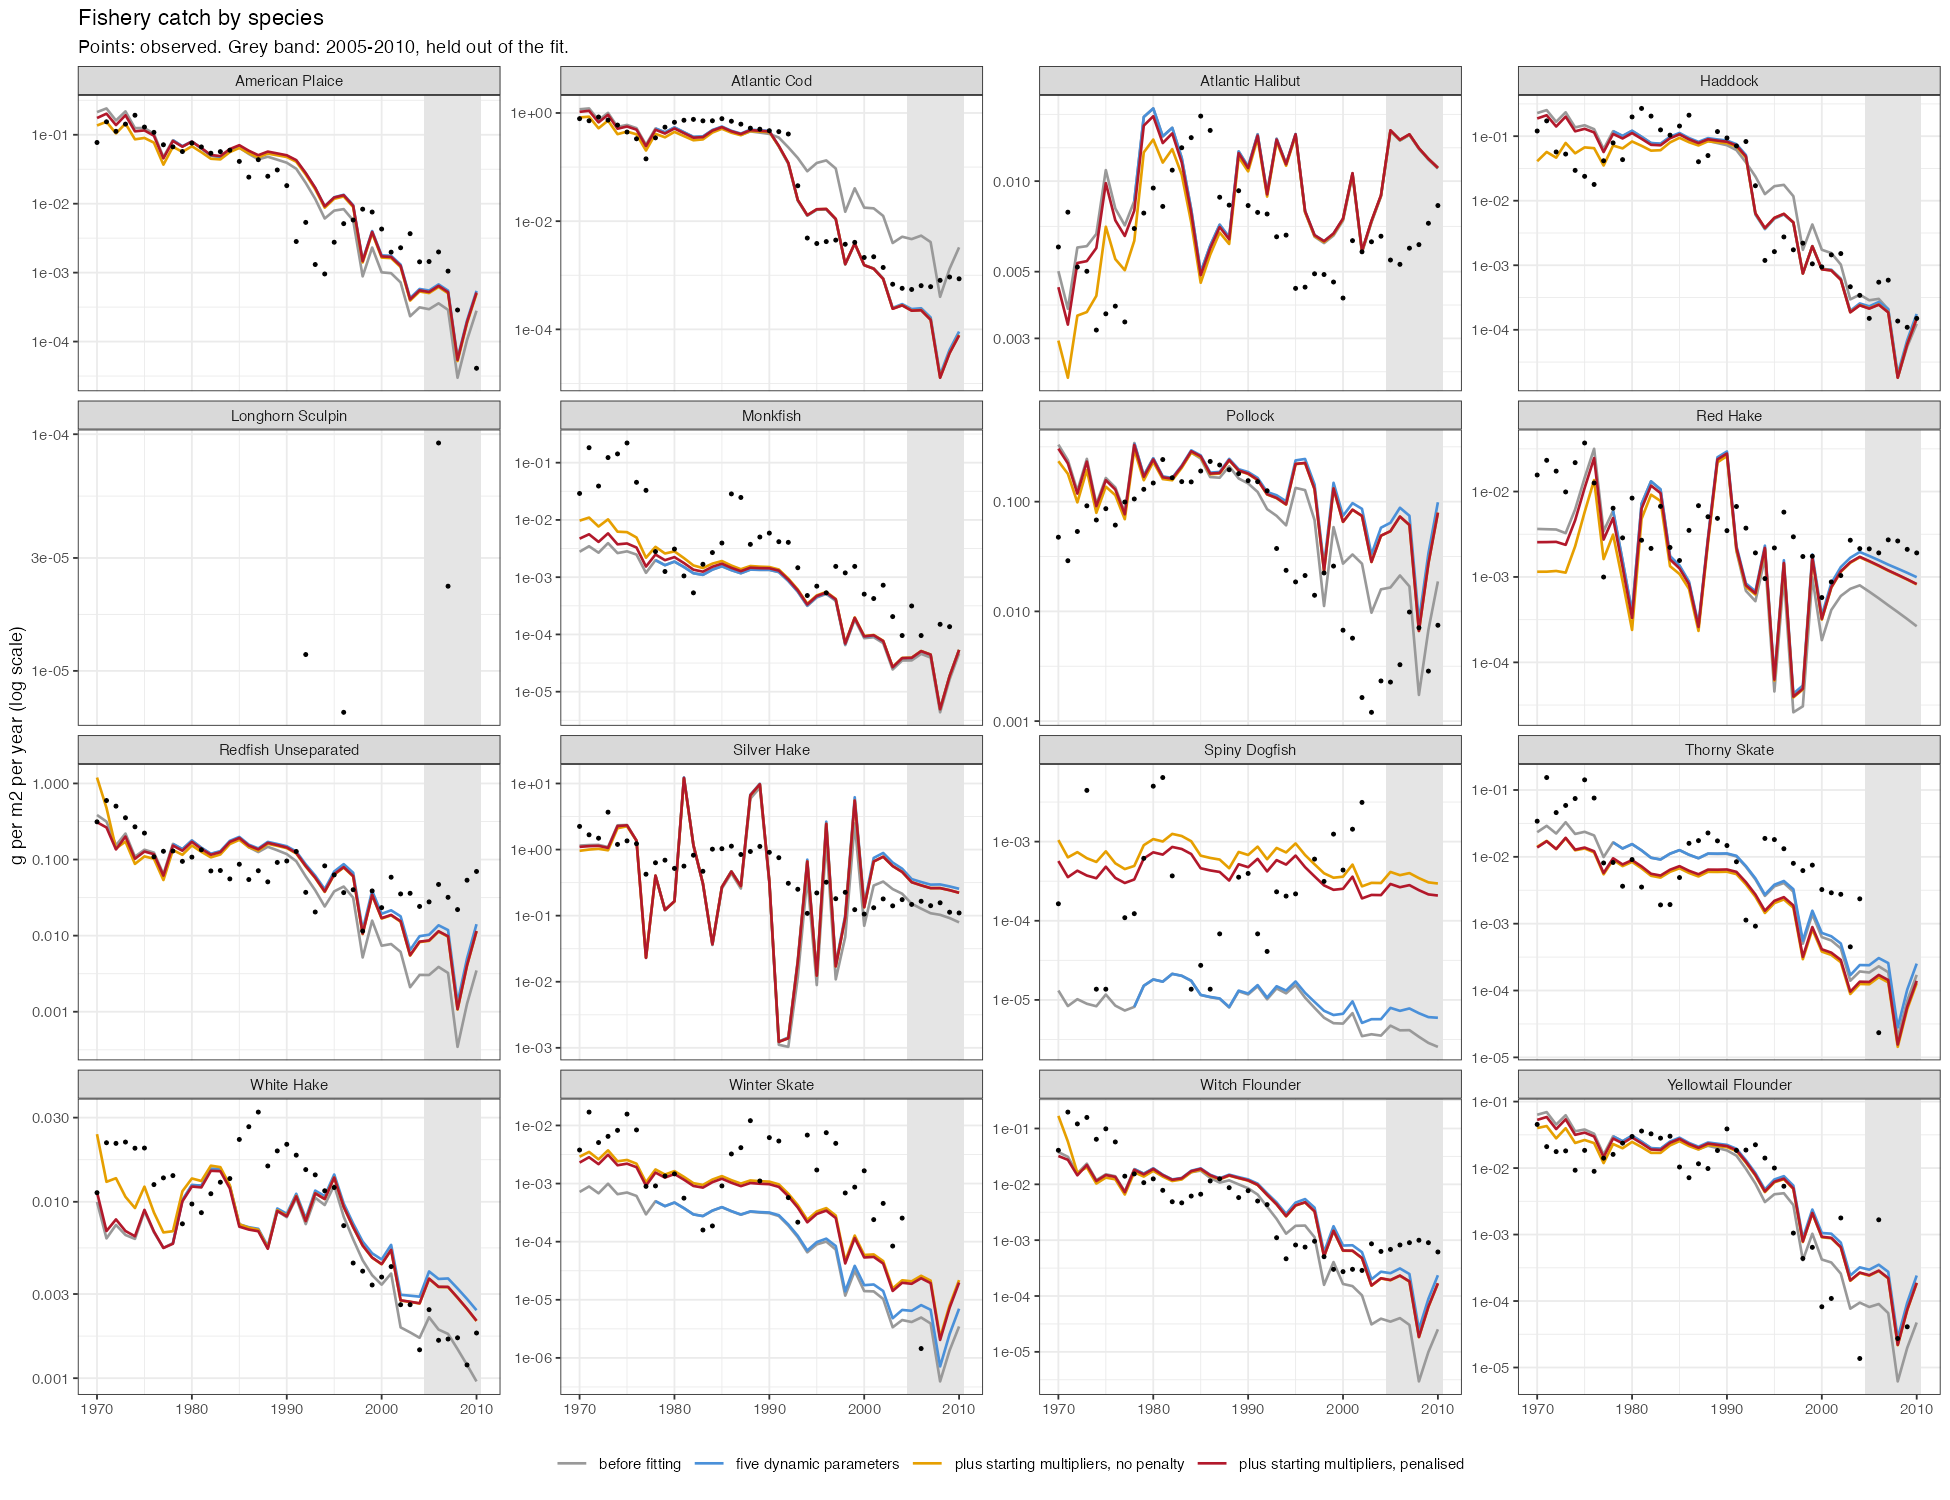 Fishery catch by species
Points: observed. Grey band: 2005-2010, held out of the fit.
g per m2 per year (log scale)
American Plaice
1e-01
1e-02
1e-03
1e-04
Atlantic Cod
1e+00
1e-02
1e-04
Atlantic Halibut
0.010
0.005
0.003
Haddock
1e-01
1e-02
1e-03
1e-04
Longhorn Sculpin
1e-04
3e-05
1e-05
Monkfish
1e-01
1e-02
1e-03
1e-04
1e-05
Pollock
0.100
0.010
0.001
Red Hake
1e-02
1e-03
1e-04
Redfish Unseparated
1.000
0.100
0.010
0.001
Silver Hake
1e+01
1e+00
1e-01
1e-02
1e-03
Spiny Dogfish
1e-03
1e-04
1e-05
Thorny Skate
1e-01
1e-02
1e-03
1e-04
1e-05
White Hake
0.030
0.010
0.003
0.001
1970 1980 1990 2000 2010
Winter Skate
1e-02
1e-03
1e-04
1e-05
1e-06
1970 1980 1990 2000 2010
Witch Flounder
1e-01
1e-02
1e-03
1e-04
1e-05
1970 1980 1990 2000 2010
Yellowtail Flounder
1e-01
1e-02
1e-03
1e-04
1e-05
1970 1980 1990 2000 2010
before fitting five dynamic parameters plus starting multipliers, no penalty plus starting multipliers, penalised